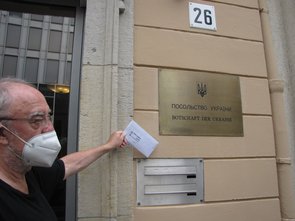 26
ПОСОЛЬСТВО УКРАЇНИ
BOTSCHAFT DER UKRAINE